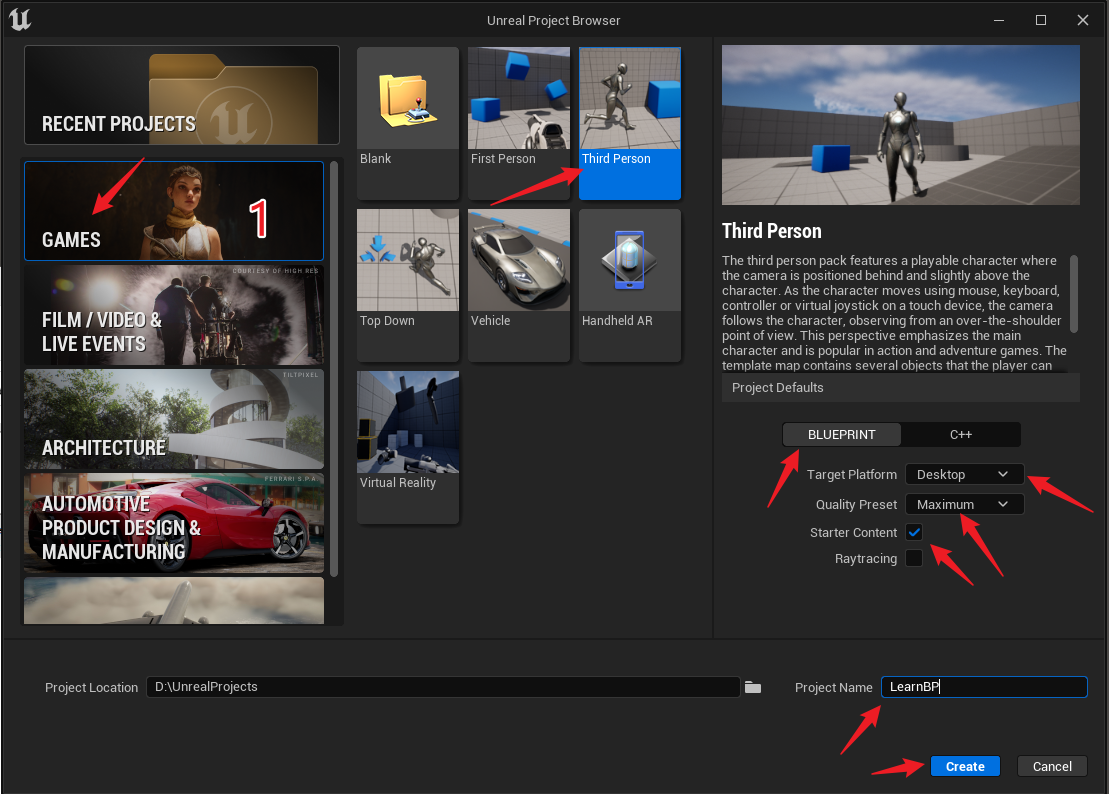 Unreal Project Browser
RECENT PROJECTS
GAMES
1
COURTESY OF HIGH RES
FILM / VIDEO &
LIVE EVENTS
TILTPIXEL
ARCHITECTURE
FERRARI S.P.A.
AUTOMOTIVE
PRODUCT DESIGN &
MANUFACTURING
Blank
First Person
Third Person
Top Down
Vehicle
Handheld AR
Virtual Reality
Third Person
The third person pack features a playable character where
the camera is positioned behind and slightly above the
character. As the character moves using mouse, keyboard,
controller or virtual joystick on a touch device, the camera
follows the character, observing from an over-the-shoulder
point of view. This perspective emphasizes the main
character and is popular in action and adventure games. The
template map contains several objects that the player can
Project Defaults
BLUEPRINT
C++
Target Platform
Desktop
Quality Preset
Maximum
Starter Content
Raytracing
Project Location
D:\UnrealProjects
Project Name
LearnBP
Create
Cancel